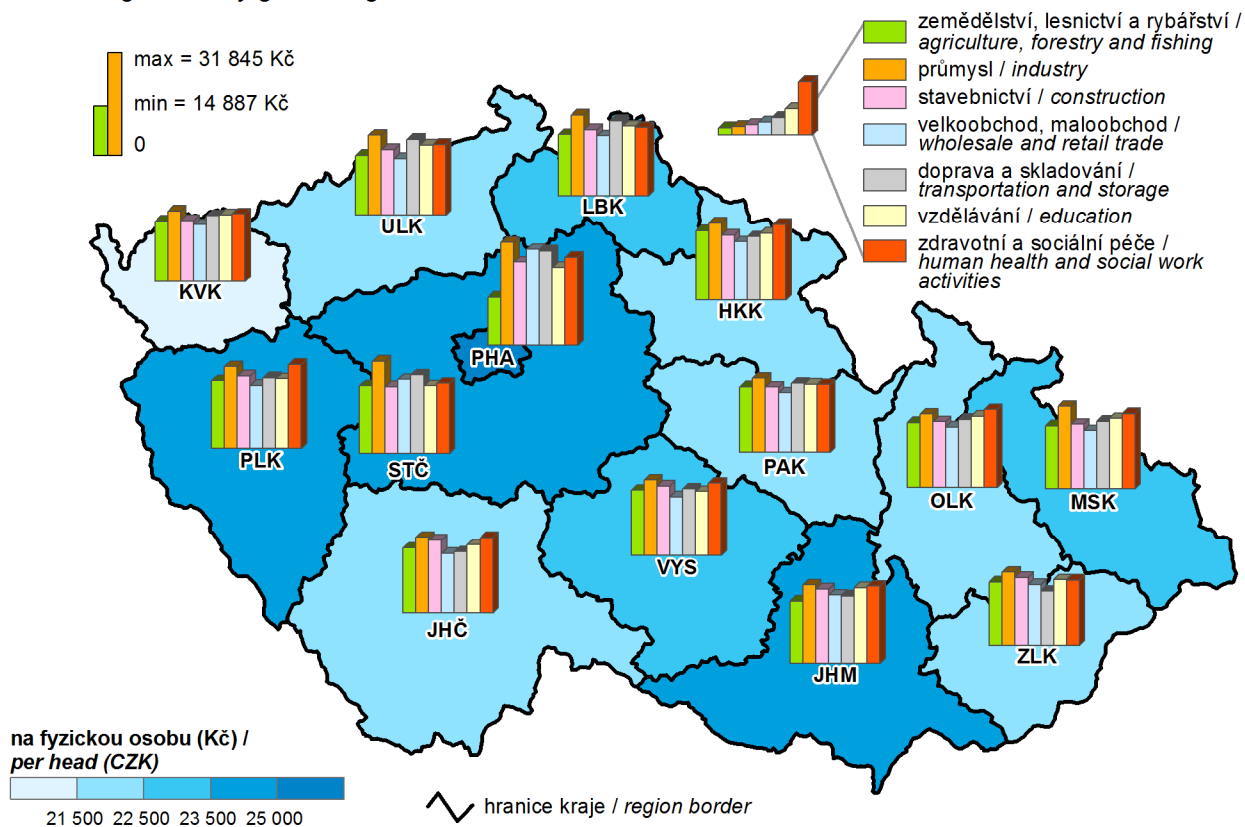 max = 31 845 Kč
min = 14 887 Kč
0
zemědělství, lesnictví a rybářství /
agriculture, forestry and fishing
průmysl / industry
stavebnictví / construction
velkoobchod, maloobchod /
wholesale and retail trade
doprava a skladování /
transportation and storage
vzdělávání / education
zdravotní a sociální péče /
human health and social work
activities
LBK
ULK
KVK
HKK
PHA
PLK
STČ
PAK
OLK
MSK
VYS
JHČ
JHM
ZLK
na fyzickou osobu (Kč) /
per head (CZK)
21 500 22 500 23 500 25 000
hranice kraje / region border